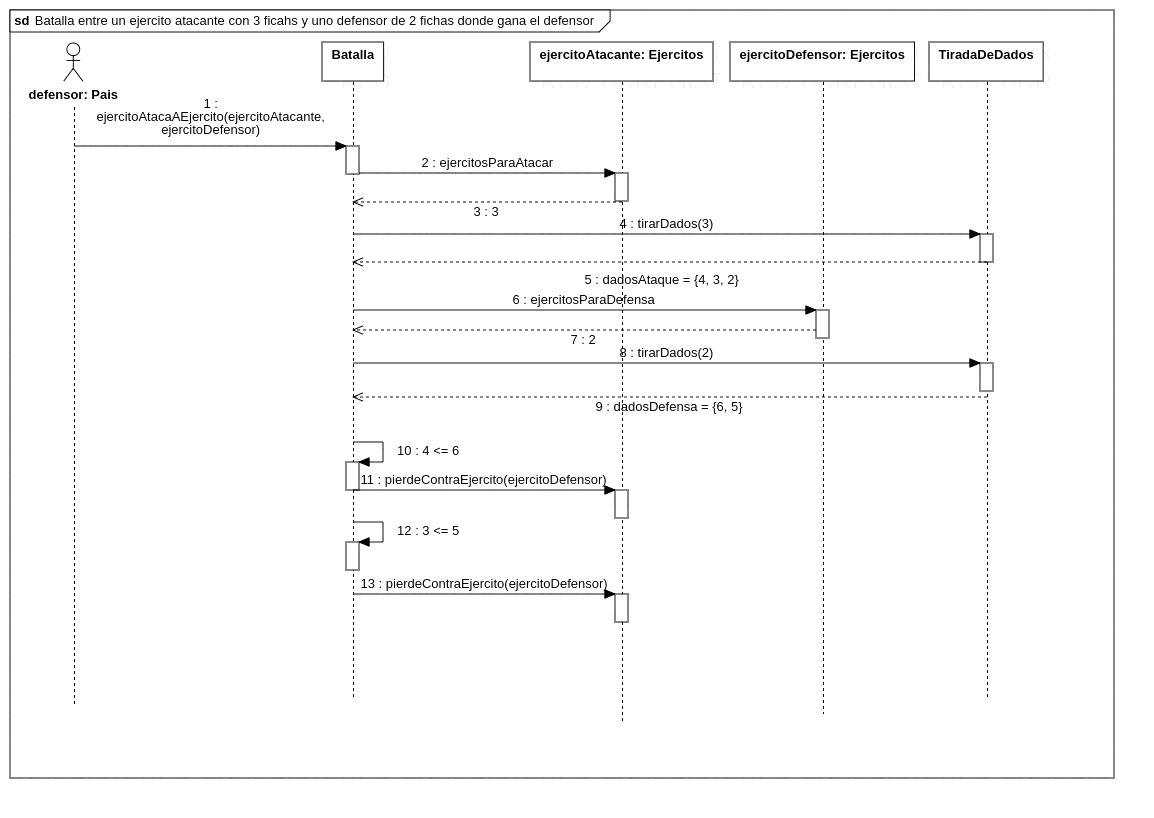 sd Batalla entre un ejercito atacante con 3 ficahs y uno defensor de 2 fichas donde gana el defensor
defensor: Pais
Batalla
ejercitoAtacante: Ejercitos
ejercitoDefensor: Ejercitos
TiradaDeDados
1 :
ejercitoAtacaAEjercito(ejercitoAtacante,
ejercitoDefensor)
2 : ejercitosParaAtacar
3 : 3
4 : tirarDados(3)
5 : dadosAtaque = {4, 3, 2}
6 : ejercitosParaDefensa
7 : 2
8 : tirarDados(2)
9 : dadosDefensa = {6, 5}
10 : 4 <= 6
11 : pierdeContraEjercito(ejercitoDefensor)
12 : 3 <= 5
13 : pierdeContraEjercito(ejercitoDefensor)